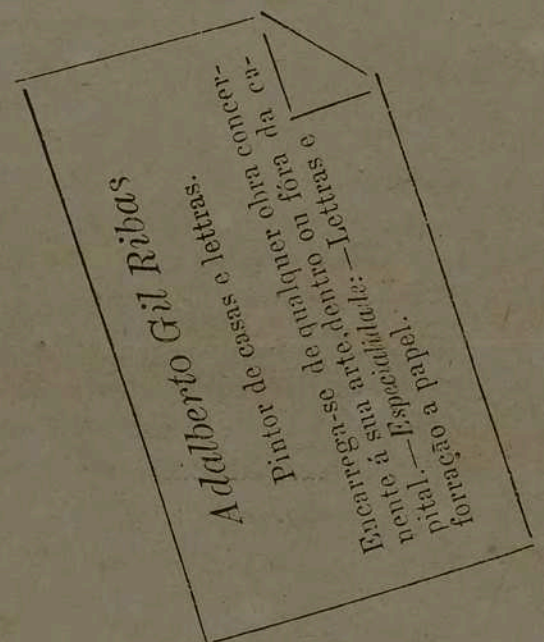 Adalberto Gil Ribas
Pintor de casas e lettras.
Encarrega-se de qualquer obra concer-
nente á sua arte, dentro ou fóra da ca-
pital.—Especialidade:—Lettras e
forração a papel.